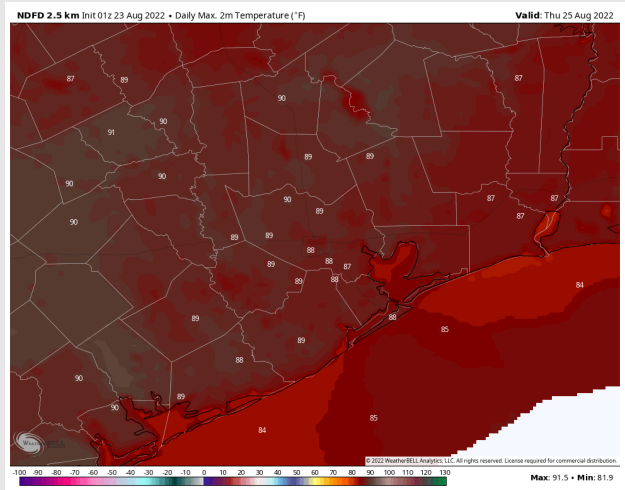 NDFD 2.5 km Init 01z 23 Aug 2022 • Daily Max. 2m Temperature (°F)
Valid: Thu 25 Aug 2022
87 89 87
90
91 90
89 89
90 90
90 87 87
90 89 87
89 89
88
89 88 87
89 88
84
89 88
85
89
88
90
89
90
85
84
© 2022 WeatherBELL Analytics, LLC. All rights reserved. License required for commercial distribution.
-100 -90 -80 -70 -60 -50 -40 -30 -20 -10 0 10 20 30 40 50 60 70 80 90 100 110 120 130
Max: 91.5 • Min: 81.9